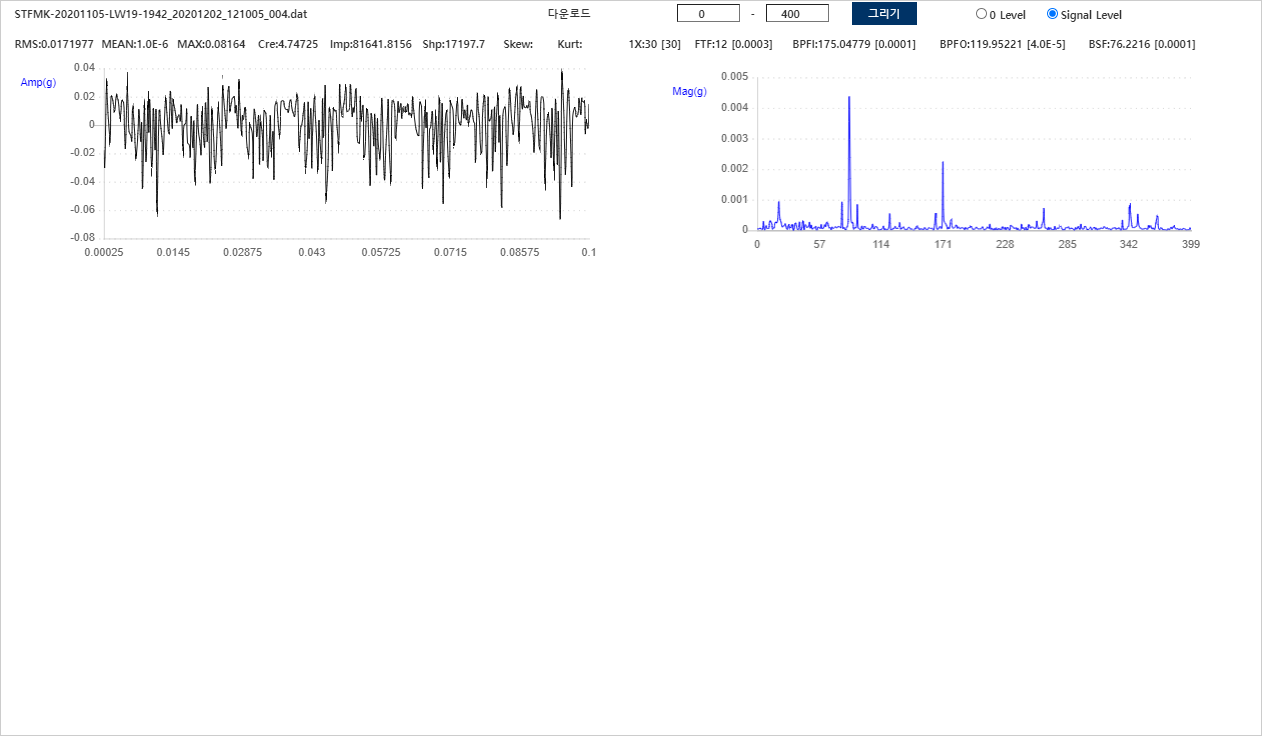 STFMK-20201105-LW19-1942_20201202_121005_004.dat 다운로드 0 - 400 그리기 0 Level Signal Level
RMS:0.0171977 MEAN:1.0E-6 MAX:0.08164 Cre:4.74725 Imp:81641.8156 Shp:17197.7 Skew: Kurt: 1X:30 [30] FTF:12 [0.0003] BPFI:175.04779 [0.0001] BPFO:119.95221 [4.0E-5] BSF:76.2216 [0.0001]
Amp(g)
0.04
0.02
0
-0.02
-0.04
-0.06
-0.08
0.00025 0.0145 0.02875 0.043 0.05725 0.0715 0.08575 0.1
Mag(g)
0.005
0.004
0.003
0.002
0.001
0
0 57 114 171 228 285 342 399